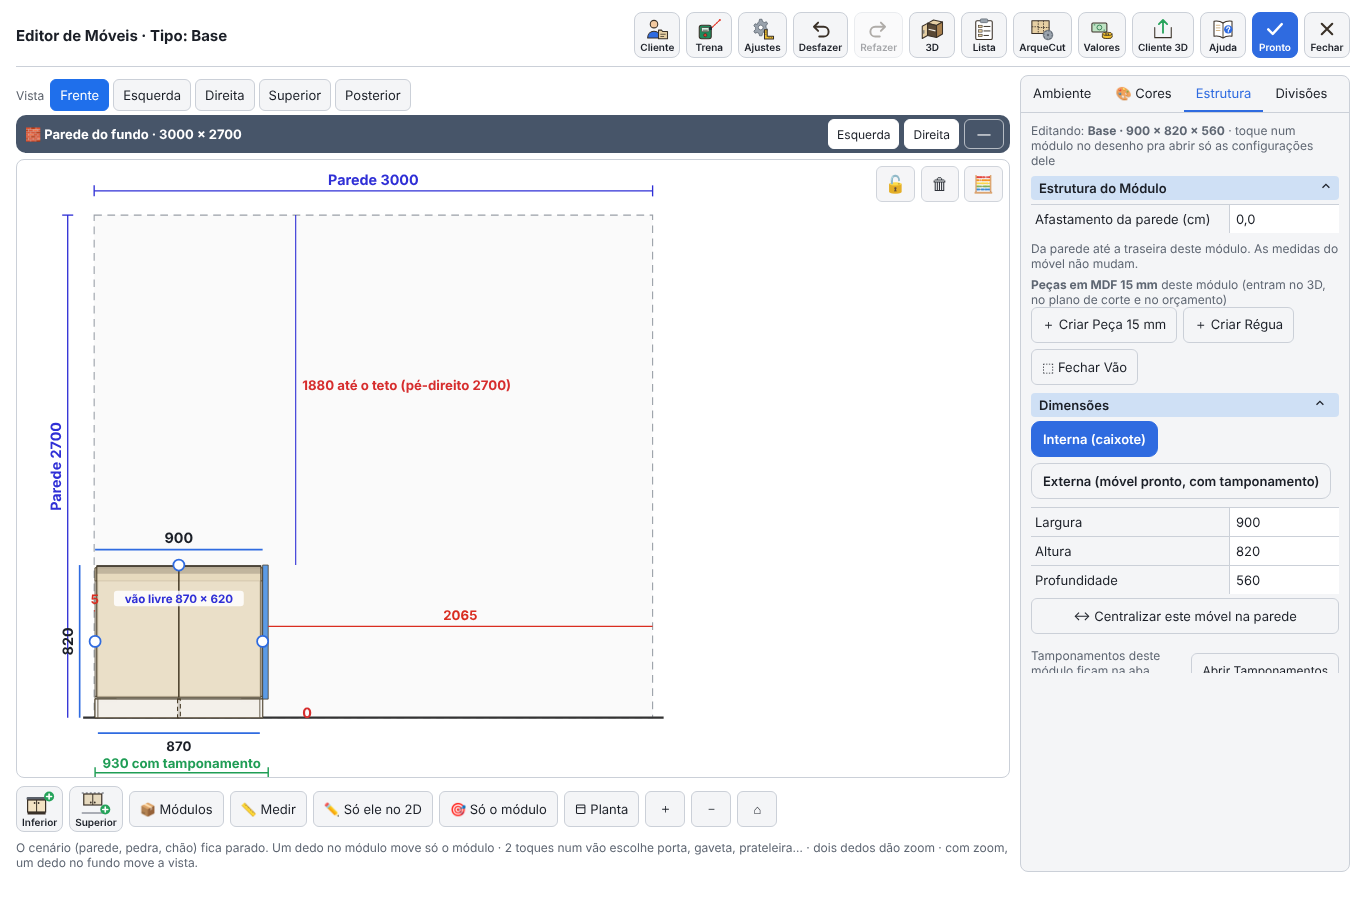 Editor de Móveis · Tipo: Base
Cliente
Trena
Ajustes
Desfazer
Refazer
3D
Lista
ArqueCut
Valores
Cliente 3D
Ajuda
Pronto
Fechar
Vista
Frente
Esquerda
Direita
Superior
Posterior
Parede do fundo · 3000 × 2700
Esquerda
Direita
—
Parede 3000
Parede 2700
1880 até o teto (pé-direito 2700)
900
5
vão livre 870 × 620
820
2065
0
870
930 com tamponamento
Inferior
Superior
Módulos
Medir
Só ele no 2D
Só o módulo
Planta
+
−
⌂
O cenário (parede, pedra, chão) fica parado. Um dedo no módulo move só o módulo · 2 toques num vão escolhe porta, gaveta, prateleira... · dois dedos dão zoom · com zoom,
um dedo no fundo move a vista.
Ambiente
Cores
Estrutura
Divisões
Editando: Base · 900 × 820 × 560 · toque num
módulo no desenho pra abrir só as configurações
dele
Estrutura do Módulo
Afastamento da parede (cm)
0,0
Da parede até a traseira deste módulo. As medidas do
móvel não mudam.
Peças em MDF 15 mm deste módulo (entram no 3D,
no plano de corte e no orçamento)
+ Criar Peça 15 mm
+ Criar Régua
Fechar Vão
Dimensões
Interna (caixote)
Externa (móvel pronto, com tamponamento)
Largura
900
Altura
820
Profundidade
560
↔ Centralizar este móvel na parede
Tamponamentos deste
módulo ficam na aba
Abrir Tamponamentos